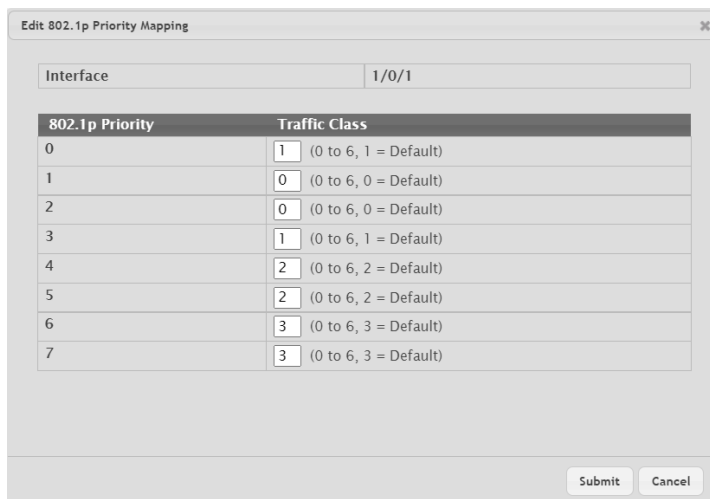 Edit 802.1p Priority Mapping
Interface 1/0/1
802.1p Priority Traffic Class
0 1 (0 to 6, 1 = Default)
1 0 (0 to 6, 0 = Default)
2 0 (0 to 6, 0 = Default)
3 1 (0 to 6, 1 = Default)
4 2 (0 to 6, 2 = Default)
5 2 (0 to 6, 2 = Default)
6 3 (0 to 6, 3 = Default)
7 3 (0 to 6, 3 = Default)
Submit Cancel